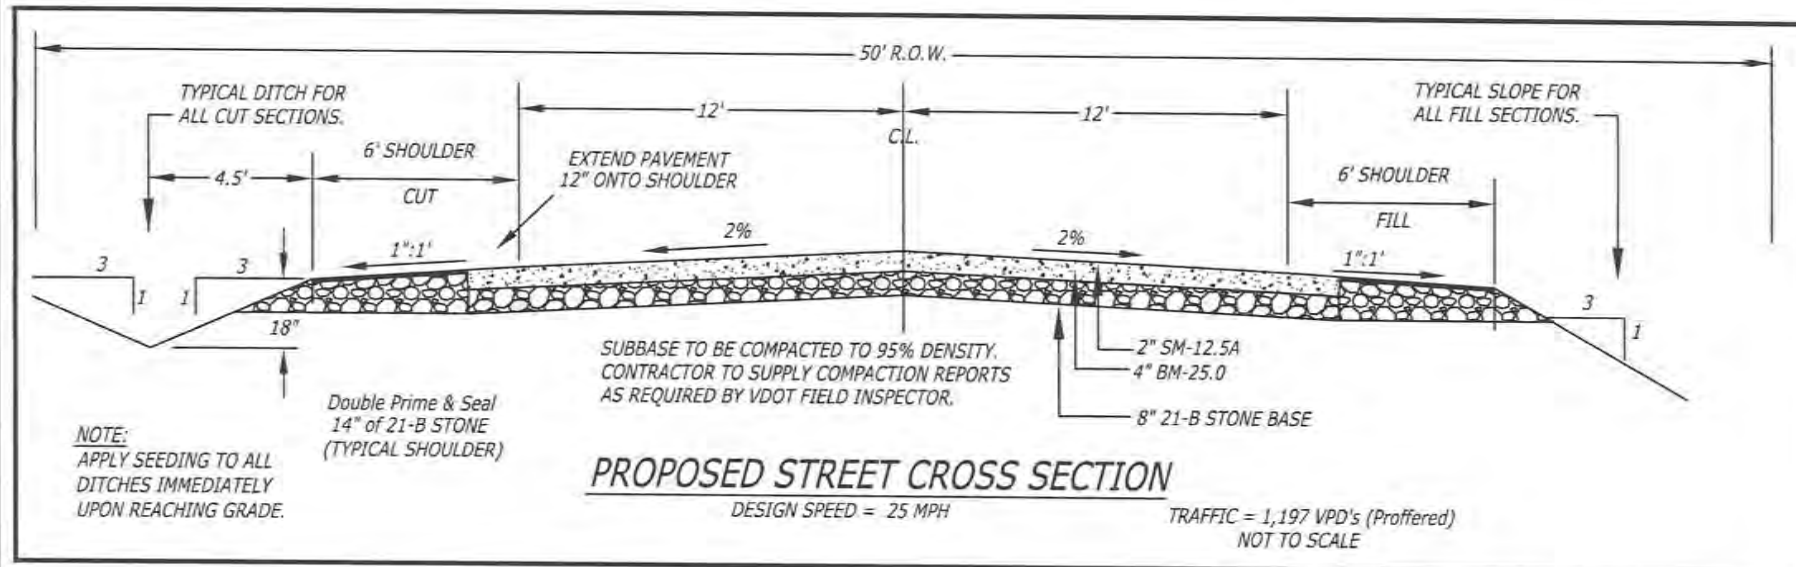 50' R.O.W.
TYPICAL DITCH FOR
ALL CUT SECTIONS.
12'
12'
C.L.
TYPICAL SLOPE FOR
ALL FILL SECTIONS.
6' SHOULDER
4.5'
CUT
EXTEND PAVEMENT
12" ONTO SHOULDER
6' SHOULDER
FILL
2%
2%
1":1'
1":1'
3
3
1
1
18"
3
1
SUBBASE TO BE COMPACTED TO 95% DENSITY.
CONTRACTOR TO SUPPLY COMPACTION REPORTS
AS REQUIRED BY VDOT FIELD INSPECTOR.
2" SM-12.5A
4" BM-25.0
8" 21-B STONE BASE
Double Prime & Seal
14" of 21-B STONE
(TYPICAL SHOULDER)
NOTE:
APPLY SEEDING TO ALL
DITCHES IMMEDIATELY
UPON REACHING GRADE.
PROPOSED STREET CROSS SECTION
DESIGN SPEED = 25 MPH
TRAFFIC = 1,197 VPD's (Proffered)
NOT TO SCALE